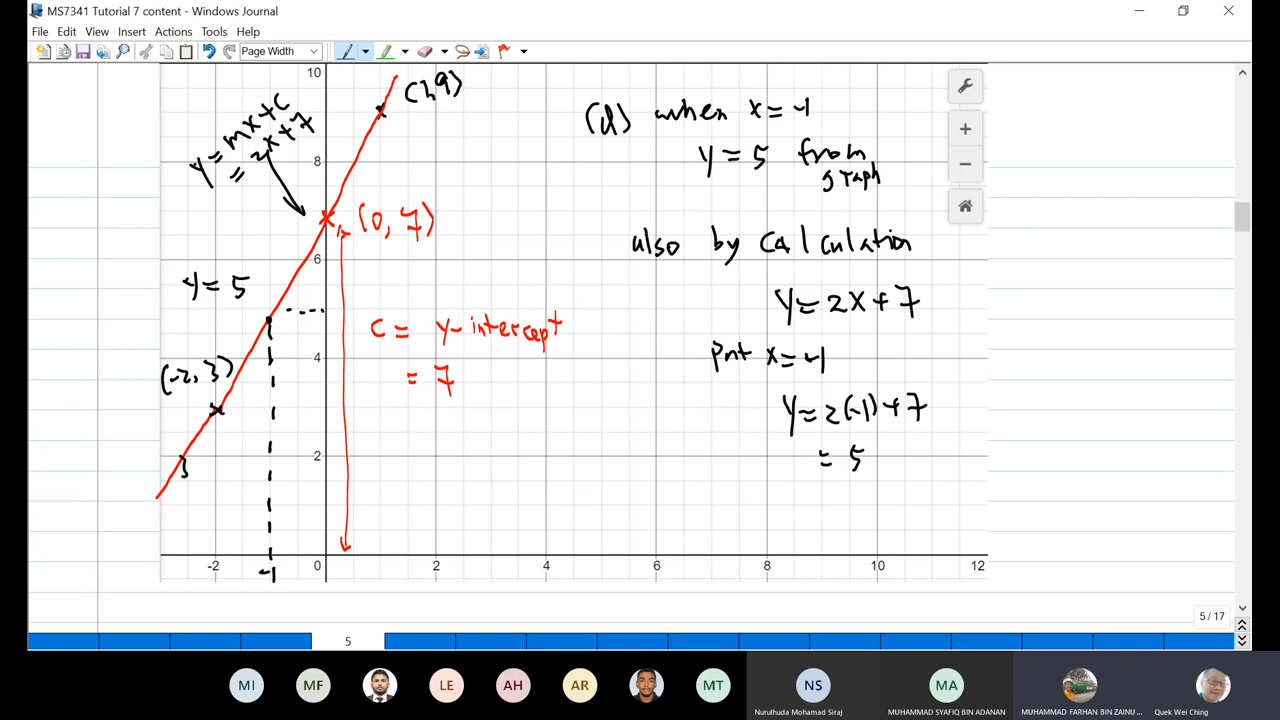 MS7341 Tutorial 7 content - Windows Journal
File Edit View Insert Actions Tools Help
Page Width
10
8
6
4
2
-2 0 2 4 6 8 10 12
(1,9)
y=mx+c
= 2x+7
(0, 7)
y = 5
c = y-intercept
= 7
(-2, 3)
-1
(d) when x = -1
y = 5 from
graph
also by calculation
y = 2x + 7
put x = -1
y = 2(-1) + 7
= 5
5 / 17
5
MI
MF
LE
AH
AR
MT
NS
MA
Nurulhuda Mohamad Siraj
MUHAMMAD SYAFIQ BIN ADANAN
MUHAMMAD FARHAN BIN ZAINU ...
Quek Wei Ching